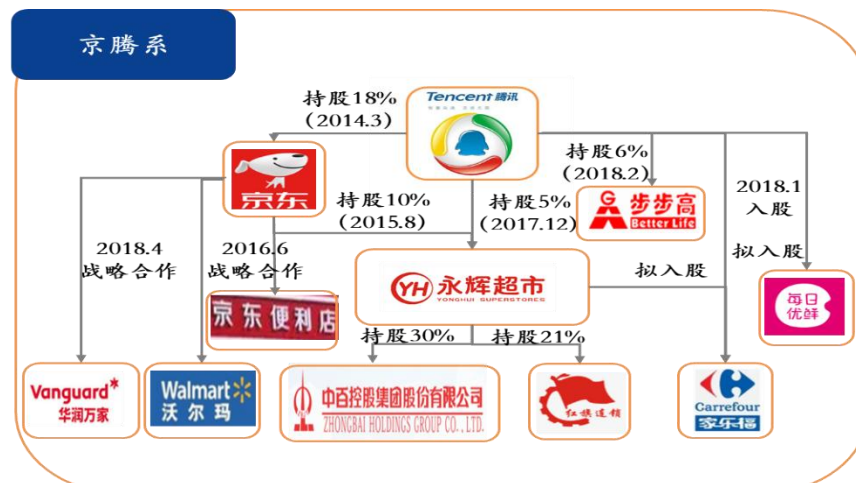 京腾系
Tencent 腾讯
持股18%
(2014.3)
京东
持股10%
(2015.8)
持股5%
(2017.12)
持股6%
(2018.2)
步步高
Better Life
2018.1
入股
2018.4
战略合作
2016.6
战略合作
京东便利店
YH 永辉超市
YONGHUI SUPERSTORES
拟入股
拟入股
每日
优鲜
持股30%
持股21%
Vanguard
华润万家
Walmart
沃尔玛
中百控股集团股份有限公司
ZHONGBAI HOLDINGS GROUP CO., LTD.
红旗连锁
Carrefour
家乐福